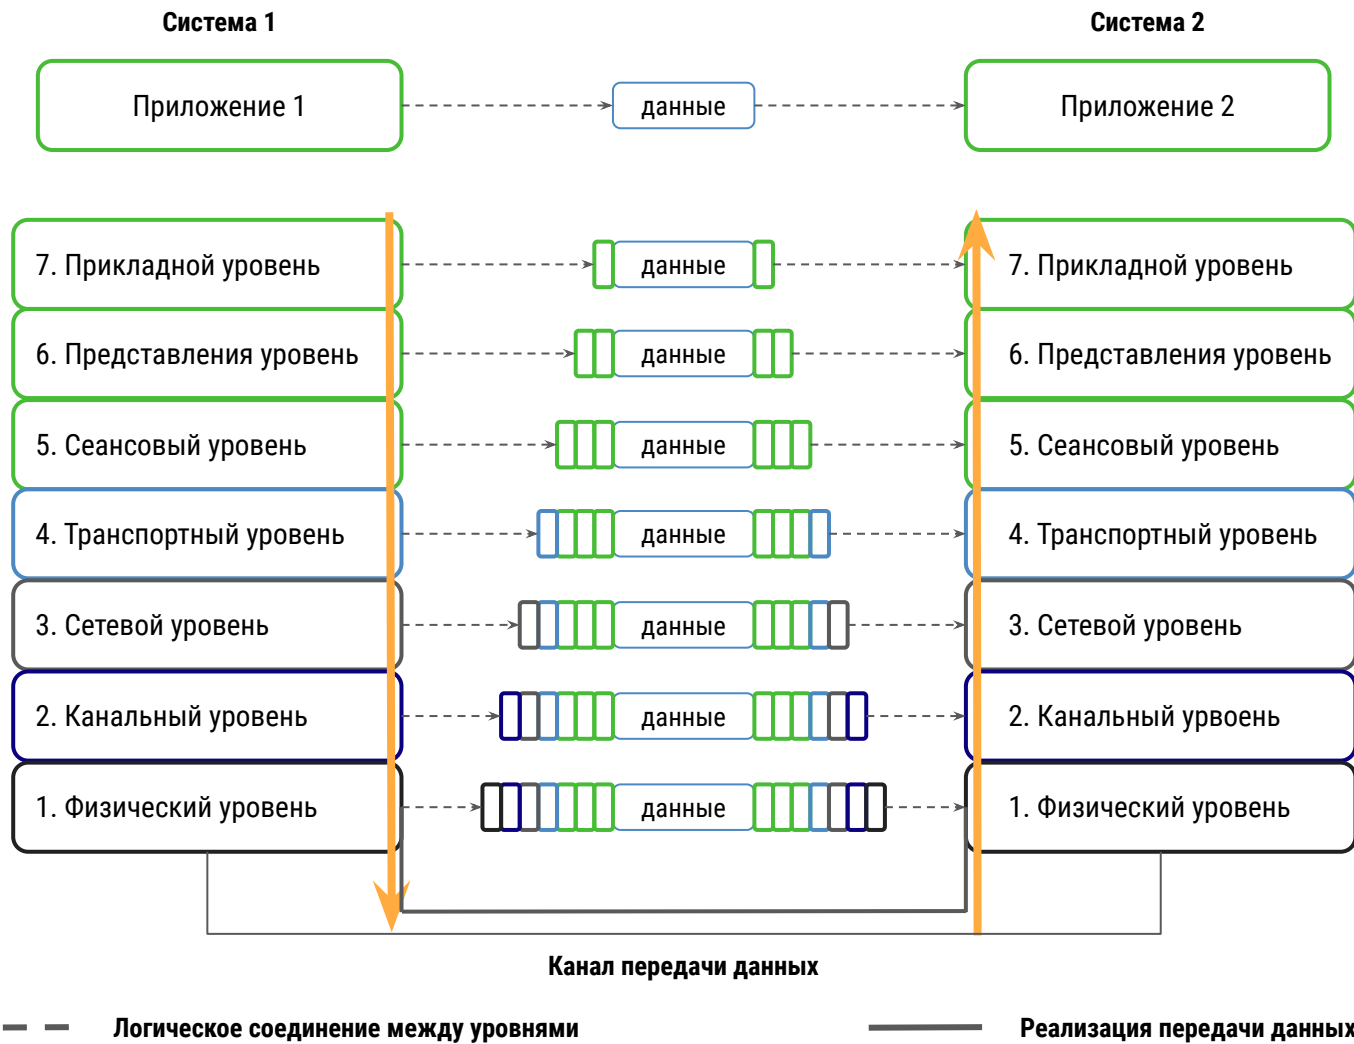 Система 1
Система 2
Приложение 1
данные
Приложение 2
7. Прикладной уровень
данные
7. Прикладной уровень
6. Представления уровень
данные
6. Представления уровень
5. Сеансовый уровень
данные
5. Сеансовый уровень
4. Транспортный уровень
данные
4. Транспортный уровень
3. Сетевой уровень
данные
3. Сетевой уровень
2. Канальный уровень
данные
2. Канальный урвоень
1. Физический уровень
данные
1. Физический уровень
Канал передачи данных
Логическое соединение между уровнями
Реализация передачи данных